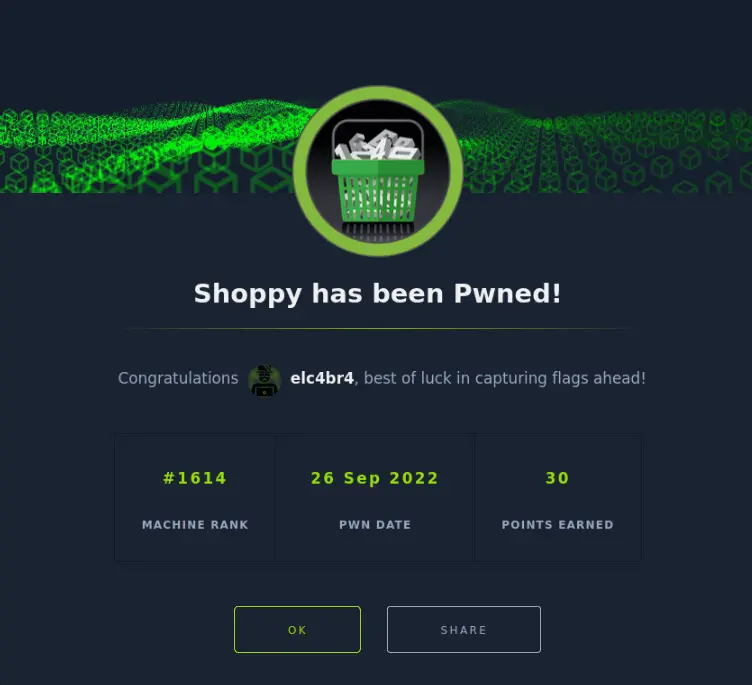 Shoppy has been Pwned!
Congratulations elc4br4, best of luck in capturing flags ahead!
#1614 26 Sep 2022 30
MACHINE RANK PWN DATE POINTS EARNED
OK SHARE